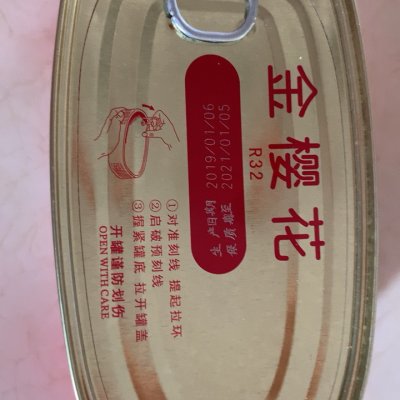 金樱花
R32
生产日期 2019/01/06
保质期至 2021/01/05
①对准刻线 提起拉环
②启破预刻线
③握紧罐底 拉开罐盖
开罐谨防划伤
OPEN WITH CARE